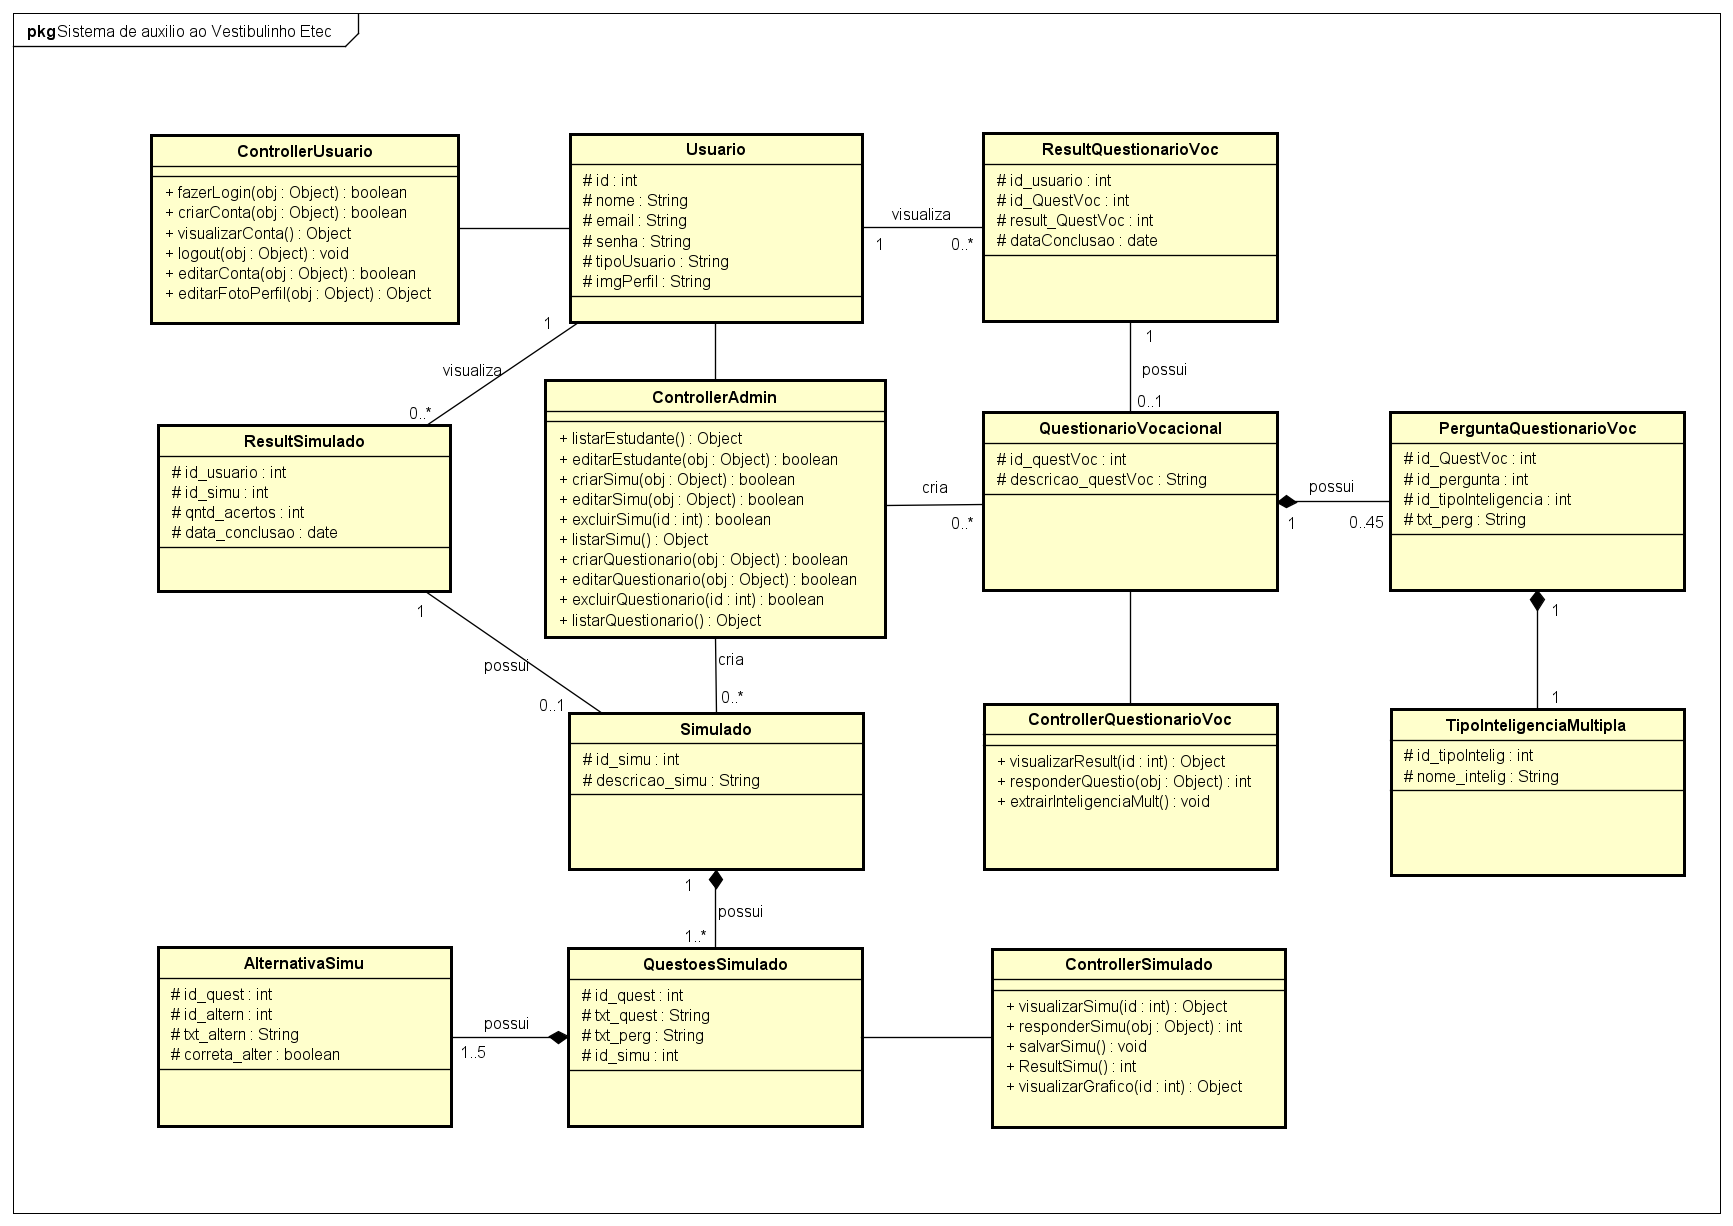 pkg Sistema de auxilio ao Vestibulinho Etec
ControllerUsuario
+ fazerLogin(obj : Object) : boolean
+ criarConta(obj : Object) : boolean
+ visualizarConta() : Object
+ logout(obj : Object) : void
+ editarConta(obj : Object) : boolean
+ editarFotoPerfil(obj : Object) : Object
Usuario
# id : int
# nome : String
# email : String
# senha : String
# tipoUsuario : String
# imgPerfil : String
visualiza
1
0..*
ResultQuestionarioVoc
# id_usuario : int
# id_QuestVoc : int
# result_QuestVoc : int
# dataConclusao : date
1
visualiza
0..*
1
possui
0..1
ResultSimulado
# id_usuario : int
# id_simu : int
# qntd_acertos : int
# data_conclusao : date
ControllerAdmin
+ listarEstudante() : Object
+ editarEstudante(obj : Object) : boolean
+ criarSimu(obj : Object) : boolean
+ editarSimu(obj : Object) : boolean
+ excluirSimu(id : int) : boolean
+ listarSimu() : Object
+ criarQuestionario(obj : Object) : boolean
+ editarQuestionario(obj : Object) : boolean
+ excluirQuestionario(id : int) : boolean
+ listarQuestionario() : Object
cria
0..*
QuestionarioVocacional
# id_questVoc : int
# descricao_questVoc : String
possui
1
0..45
PerguntaQuestionarioVoc
# id_QuestVoc : int
# id_pergunta : int
# id_tipoInteligencia : int
# txt_perg : String
1
possui
0..1
cria
0..*
1
1
Simulado
# id_simu : int
# descricao_simu : String
ControllerQuestionarioVoc
+ visualizarResult(id : int) : Object
+ responderQuestio(obj : Object) : int
+ extrairInteligenciaMult() : void
TipoInteligenciaMultipla
# id_tipoIntelig : int
# nome_intelig : String
1
possui
1..*
AlternativaSimu
# id_quest : int
# id_altern : int
# txt_altern : String
# correta_alter : boolean
possui
1..5
QuestoesSimulado
# id_quest : int
# txt_quest : String
# txt_perg : String
# id_simu : int
ControllerSimulado
+ visualizarSimu(id : int) : Object
+ responderSimu(obj : Object) : int
+ salvarSimu() : void
+ ResultSimu() : int
+ visualizarGrafico(id : int) : Object